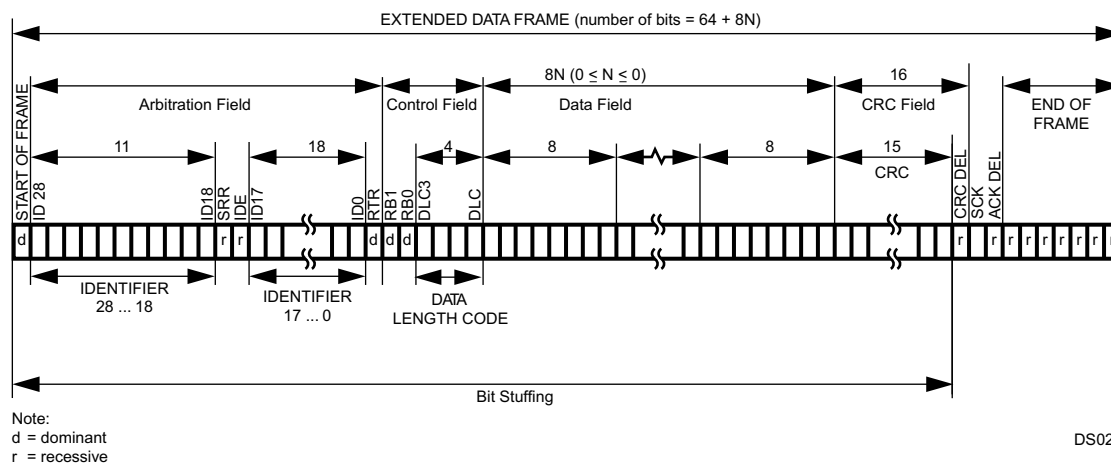 EXTENDED DATA FRAME (number of bits = 64 + 8N)
8N (0 ≤ N ≤ 0)
16
Arbitration Field
Control Field
Data Field
CRC Field
END OF
FRAME
11
18
4
8
8
15
CRC
START OF FRAME
ID 28
ID18
SRR
IDE
ID17
ID0
RTR
RB1
RB0
DLC3
DLC
CRC DEL
SCK
ACK DEL
d
r
r
d
d
d
r
r
r
r
r
r
r
r
IDENTIFIER
28 ... 18
IDENTIFIER
17 ... 0
DATA
LENGTH CODE
Bit Stuffing
Note:
d = dominant
r = recessive
DS02